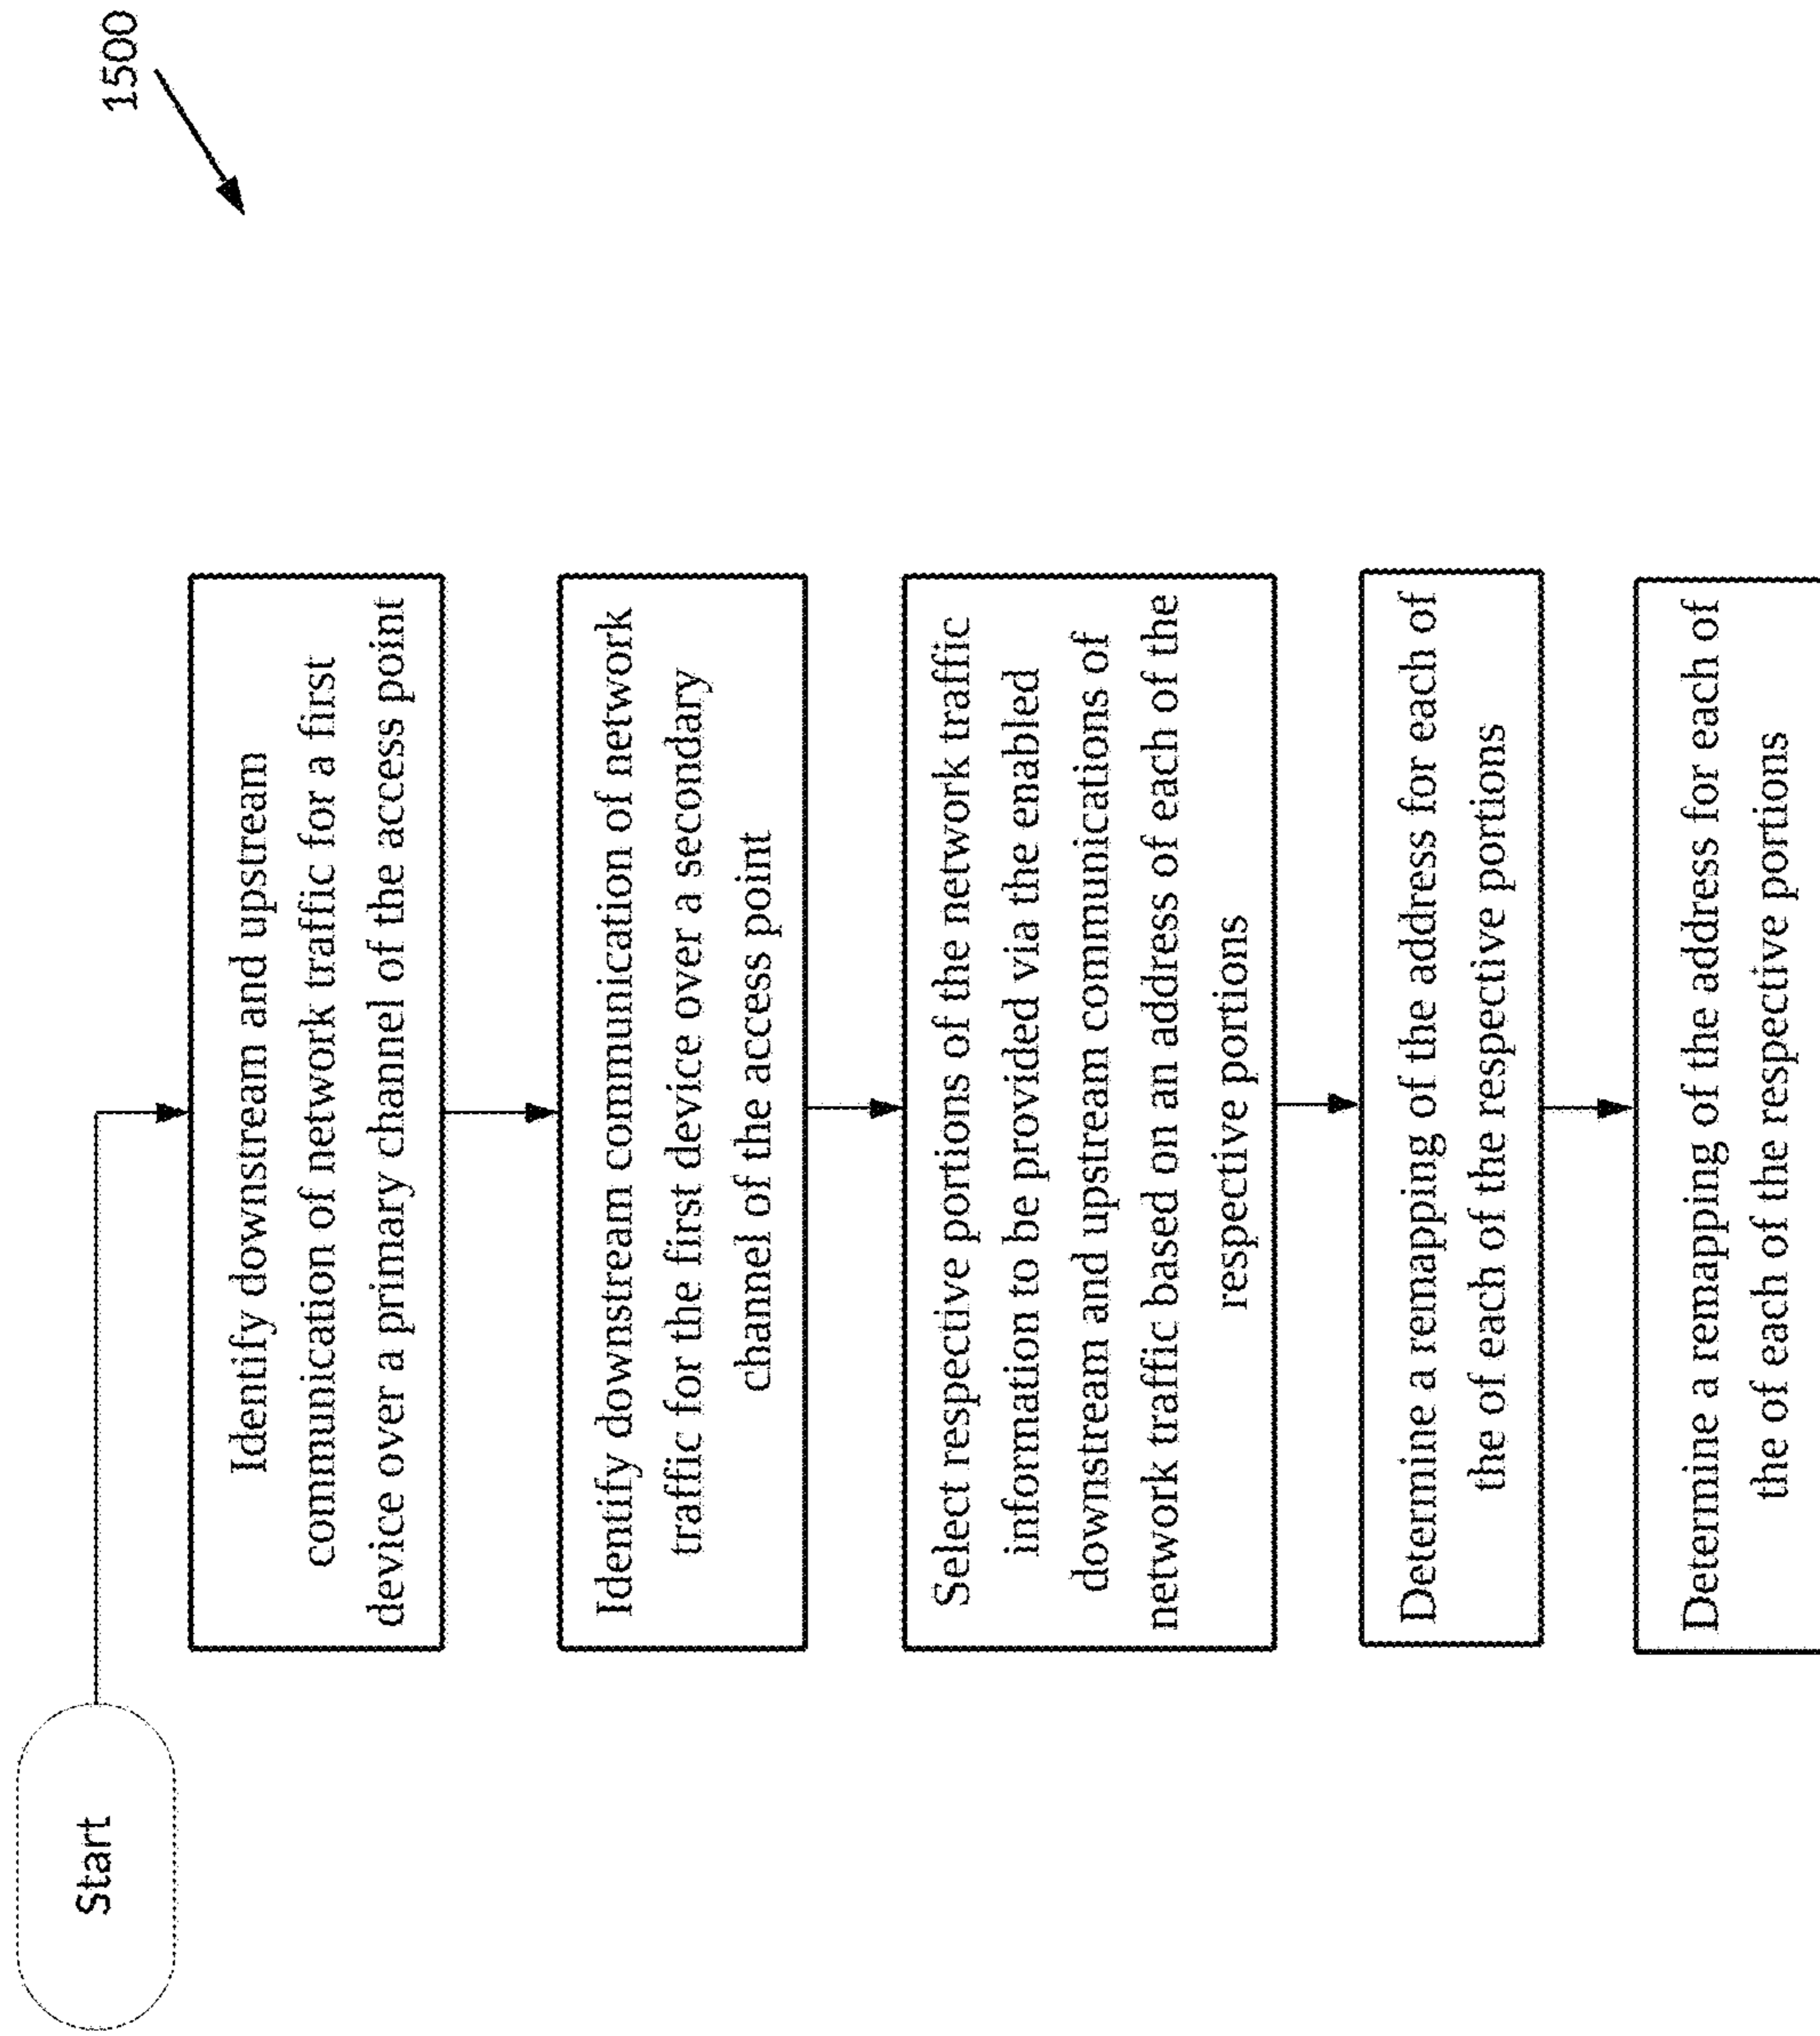 1500
Start
Identify downstream and upstream
communication of network traffic for a first
device over a primary channel of the access point
Identify downstream communication of network
traffic for the first device over a secondary
channel of the access point
Select respective portions of the network traffic
information to be provided via the enabled
downstream and upstream communications of
network traffic based on an address of each of the
respective portions
Determine a remapping of the address for each of
the of each of the respective portions
Determine a remapping of the address for each of
the of each of the respective portions